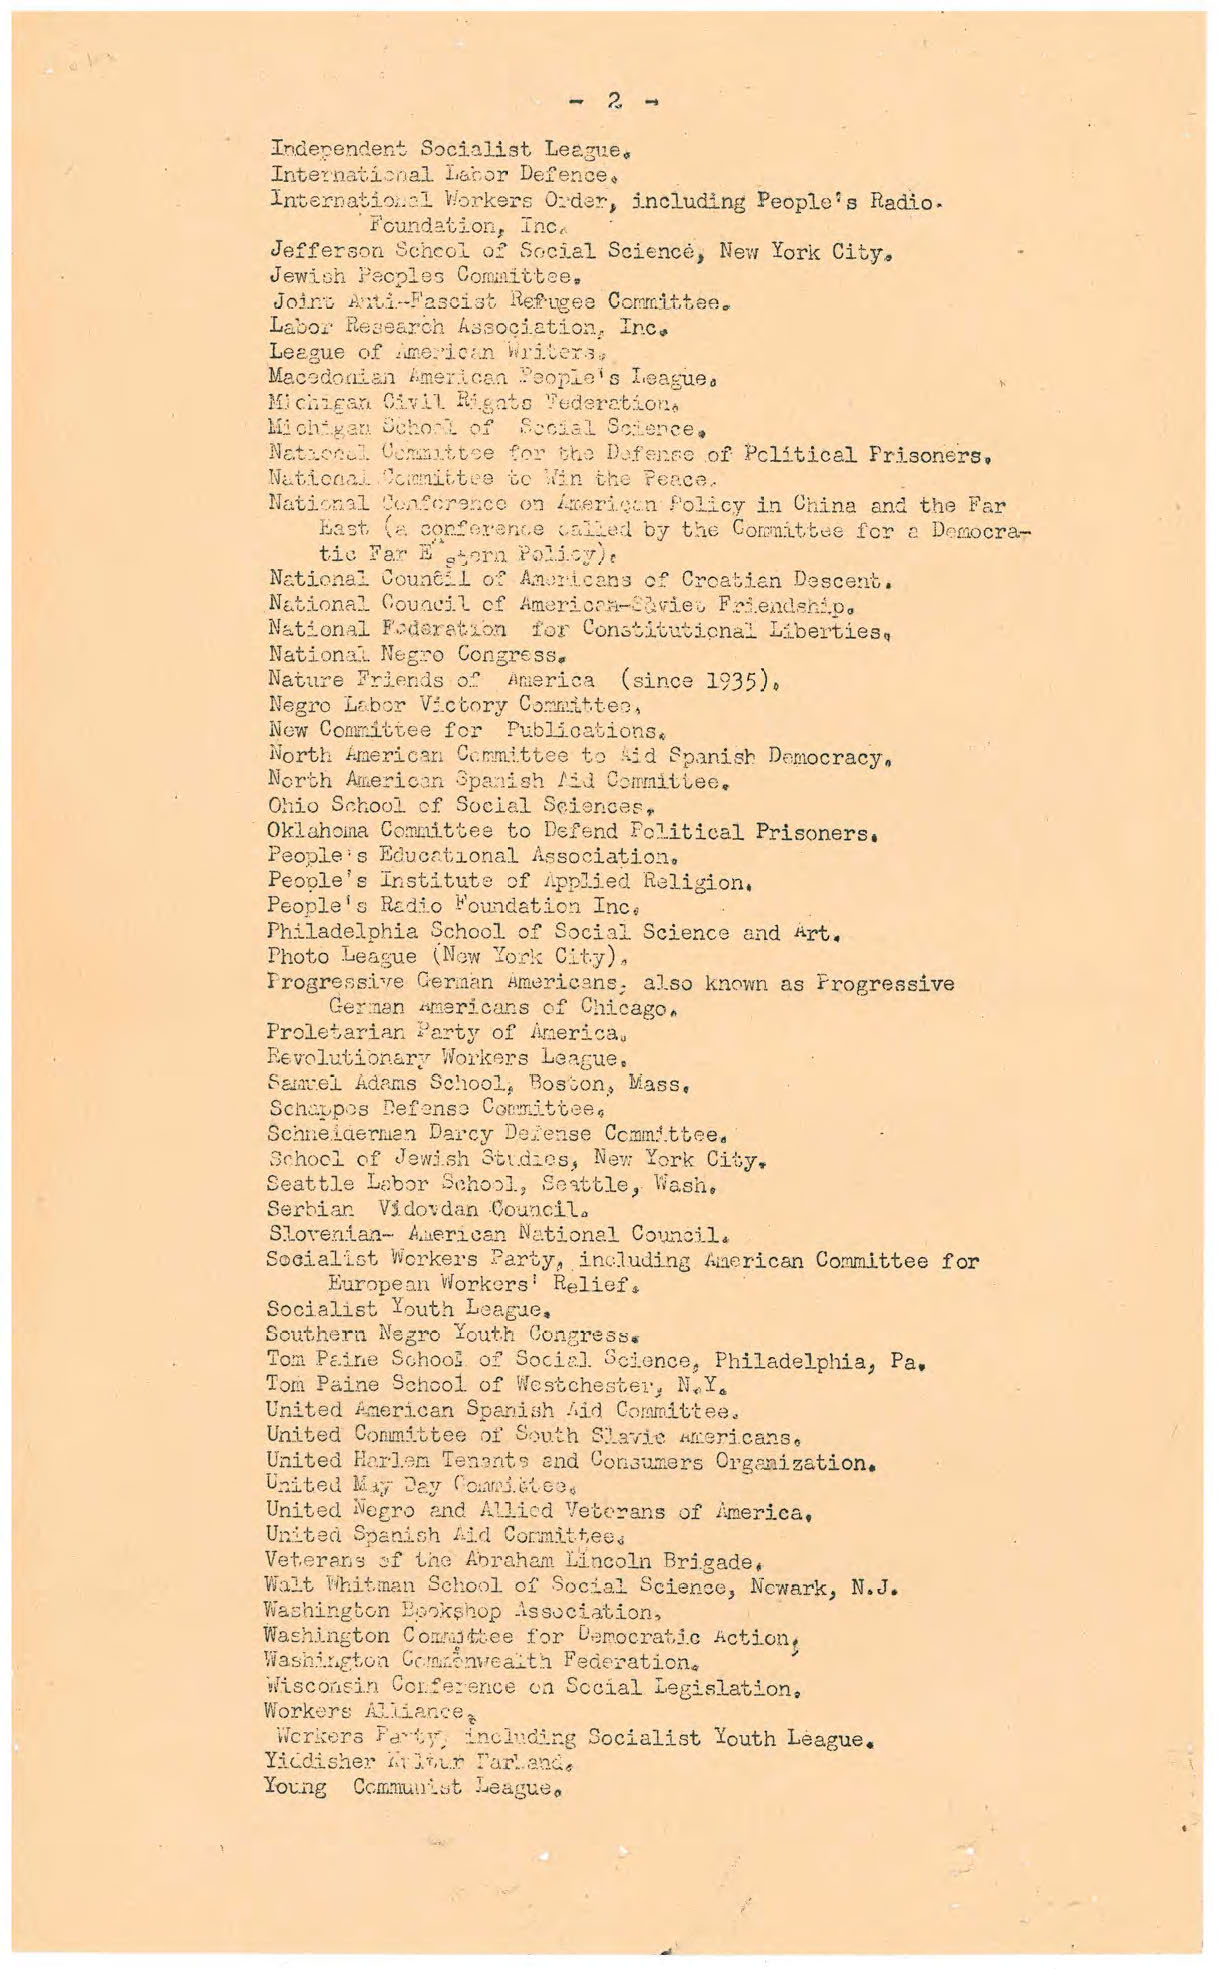 - 2 -
Independent Socialist League.
International Labor Defence.
International Workers Order, including People's Radio
Foundation, Inc.
Jefferson School of Social Science, New York City.
Jewish Peoples Committee.
Joint Anti-Fascist Refugee Committee.
Labor Research Association, Inc.
League of American Writers.
Macedonian American People's League.
Michigan Civil Rights Federation.
Michigan School of Social Science.
National Committee for the Defense of Political Prisoners.
National Committee to Win the Peace.
National Conference on American Policy in China and the Far
East (a conference called by the Committee for a Democra-
tic Far Eastern Policy).
National Council of Americans of Croatian Descent.
National Council of American-Soviet Friendship.
National Federation for Constitutional Liberties.
National Negro Congress.
Nature Friends of America (since 1935).
Negro Labor Victory Committee.
New Committee for Publications.
North American Committee to Aid Spanish Democracy.
North American Spanish Aid Committee.
Ohio School of Social Sciences.
Oklahoma Committee to Defend Political Prisoners.
People's Educational Association.
People's Institute of Applied Religion.
People's Radio Foundation Inc.
Philadelphia School of Social Science and Art.
Photo League (New York City).
Progressive German Americans, also known as Progressive
German Americans of Chicago.
Proletarian Party of America.
Revolutionary Workers League.
Samuel Adams School, Boston, Mass.
Schappes Defense Committee.
Schneiderman Darcy Defense Committee.
School of Jewish Studies, New York City.
Seattle Labor School, Seattle, Wash.
Serbian Vidovdan Council.
Slovenian- American National Council.
Socialist Workers Party, including American Committee for
European Workers' Relief.
Socialist Youth League.
Southern Negro Youth Congress.
Tom Paine School of Social Science, Philadelphia, Pa.
Tom Paine School of Westchester, N.Y.
United American Spanish Aid Committee.
United Committee of South Slavic Americans.
United Harlem Tenants and Consumers Organization.
United May Day Committee.
United Negro and Allied Veterans of America.
United Spanish Aid Committee.
Veterans of the Abraham Lincoln Brigade.
Walt Whitman School of Social Science, Newark, N.J.
Washington Bookshop Association.
Washington Committee for Democratic Action.
Washington Commonwealth Federation.
Wisconsin Conference on Social Legislation.
Workers Alliance.
Workers Party, including Socialist Youth League.
Yiddisher Kultur Farband.
Young Communist League.